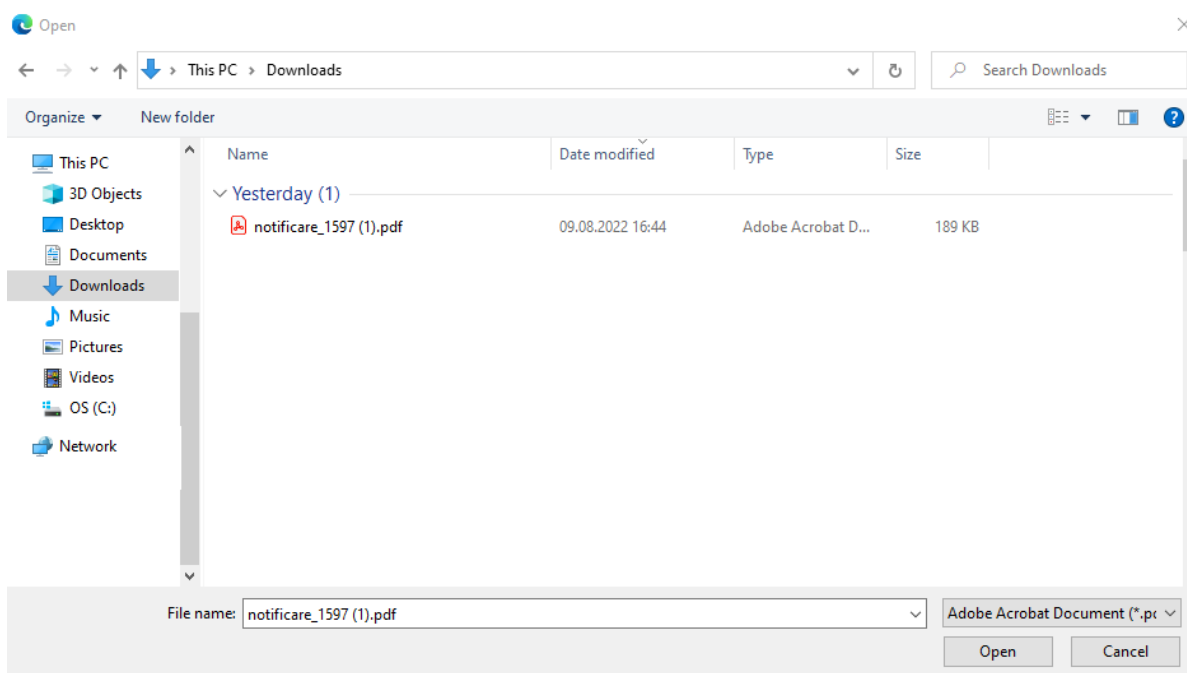 Open
This PC > Downloads
Search Downloads
Organize
New folder
Name Date modified Type Size
This PC
3D Objects
Desktop
Documents
Downloads
Music
Pictures
Videos
OS (C:)
Network
Yesterday (1)
notificare_1597 (1).pdf 09.08.2022 16:44 Adobe Acrobat D... 189 KB
File name: notificare_1597 (1).pdf
Adobe Acrobat Document (*.pc
Open Cancel